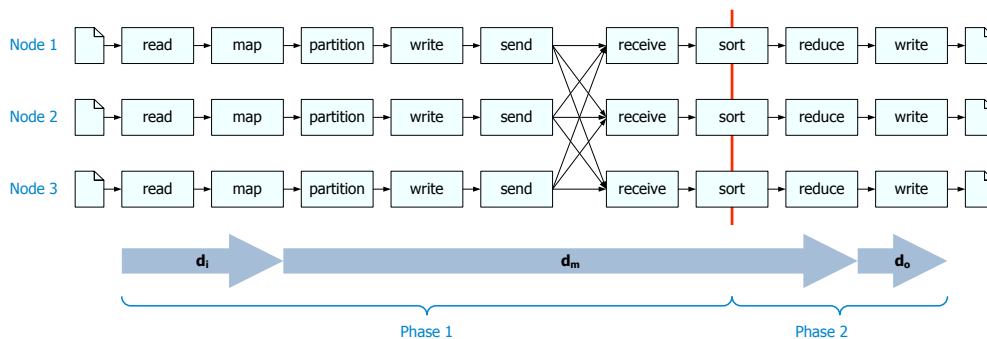 Node 1 read map partition write send receive sort reduce write
Node 2 read map partition write send receive sort reduce write
Node 3 read map partition write send receive sort reduce write
di dm do
Phase 1 Phase 2